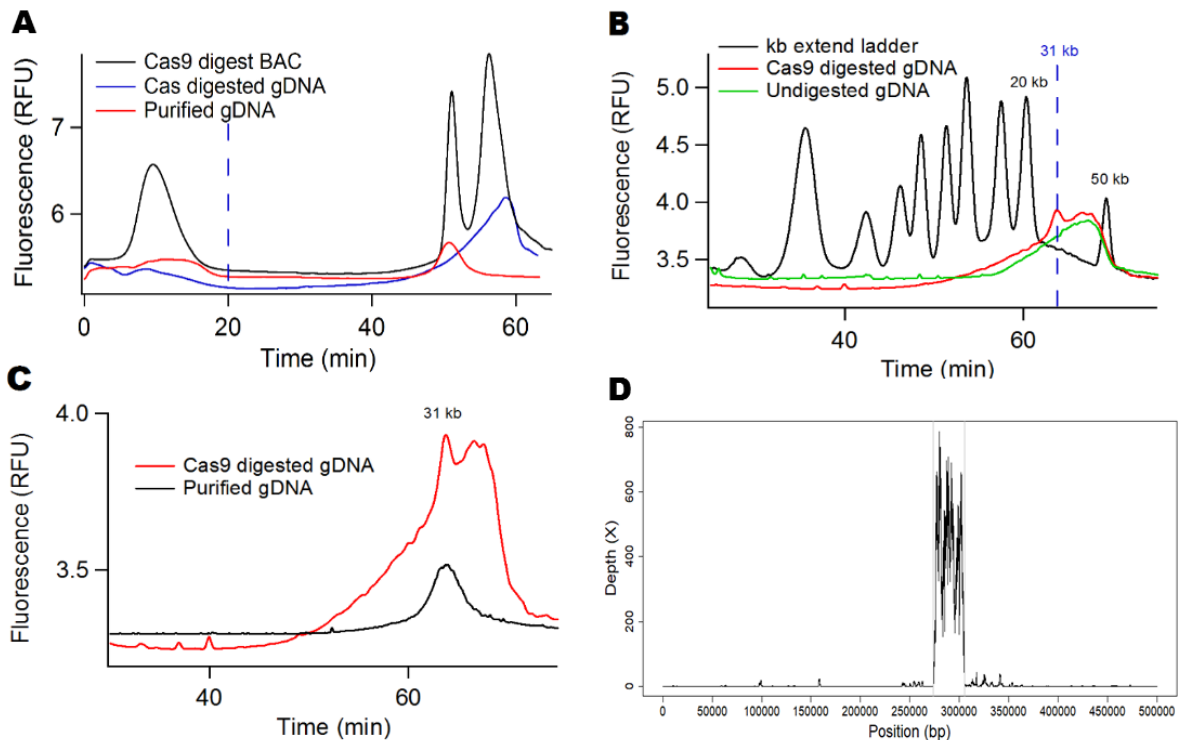 A
Cas9 digest BAC
Cas digested gDNA
Purified gDNA
Fluorescence (RFU)
7
6
0
20
40
60
Time (min)
B
kb extend ladder
Cas9 digested gDNA
Undigested gDNA
31 kb
20 kb
50 kb
Fluorescence (RFU)
5.0
4.5
4.0
3.5
40
60
Time (min)
C
31 kb
Cas9 digested gDNA
Purified gDNA
Fluorescence (RFU)
4.0
3.5
40
60
Time (min)
D
Depth (X)
800
600
400
200
0
0
50000
100000
150000
200000
250000
300000
350000
400000
450000
500000
Position (bp)